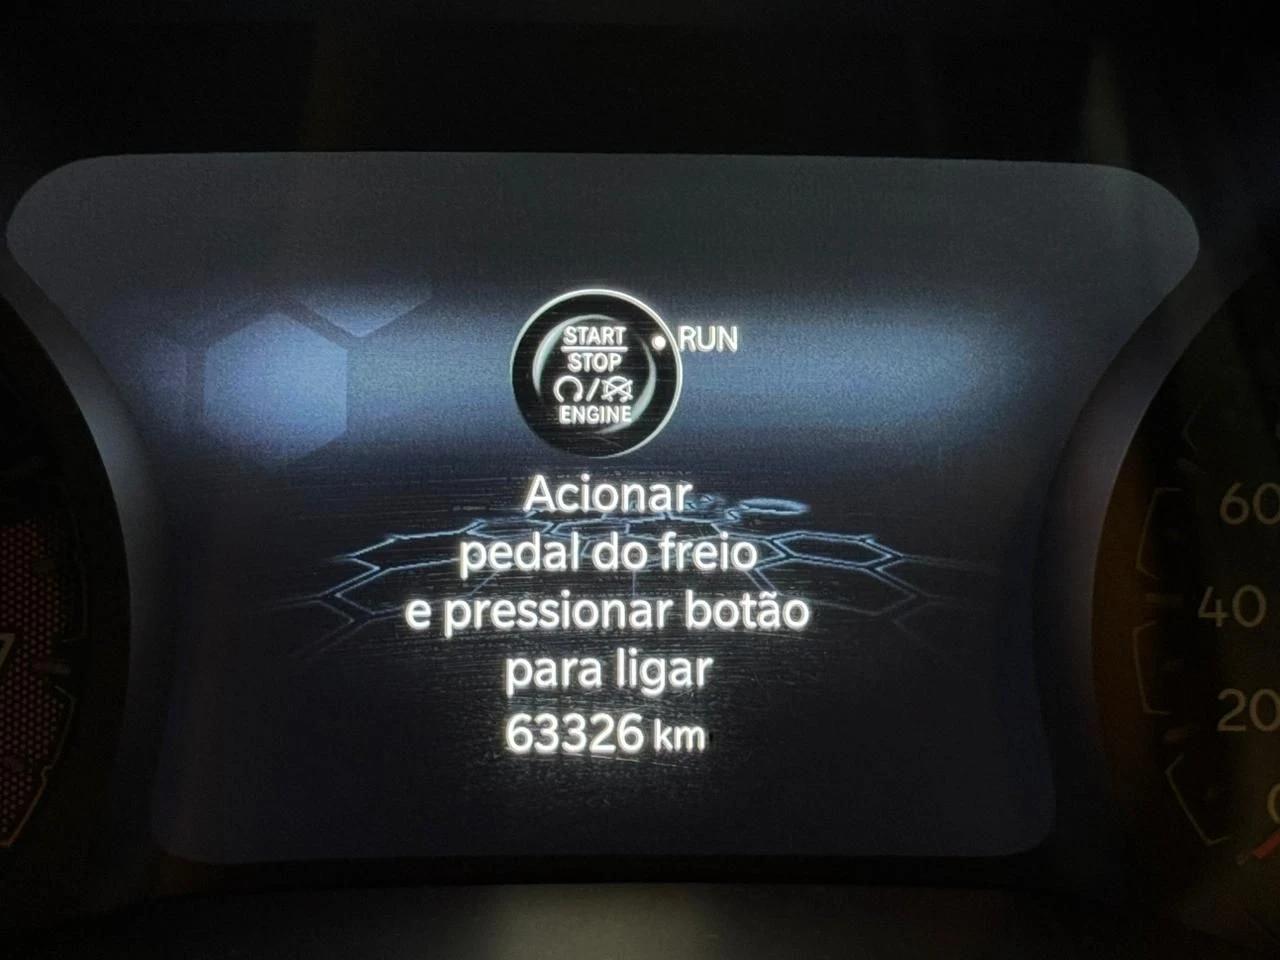 START
STOP
ENGINE
RUN
Acionar
pedal do freio
e pressionar botão
para ligar
63326 km
60
40
20